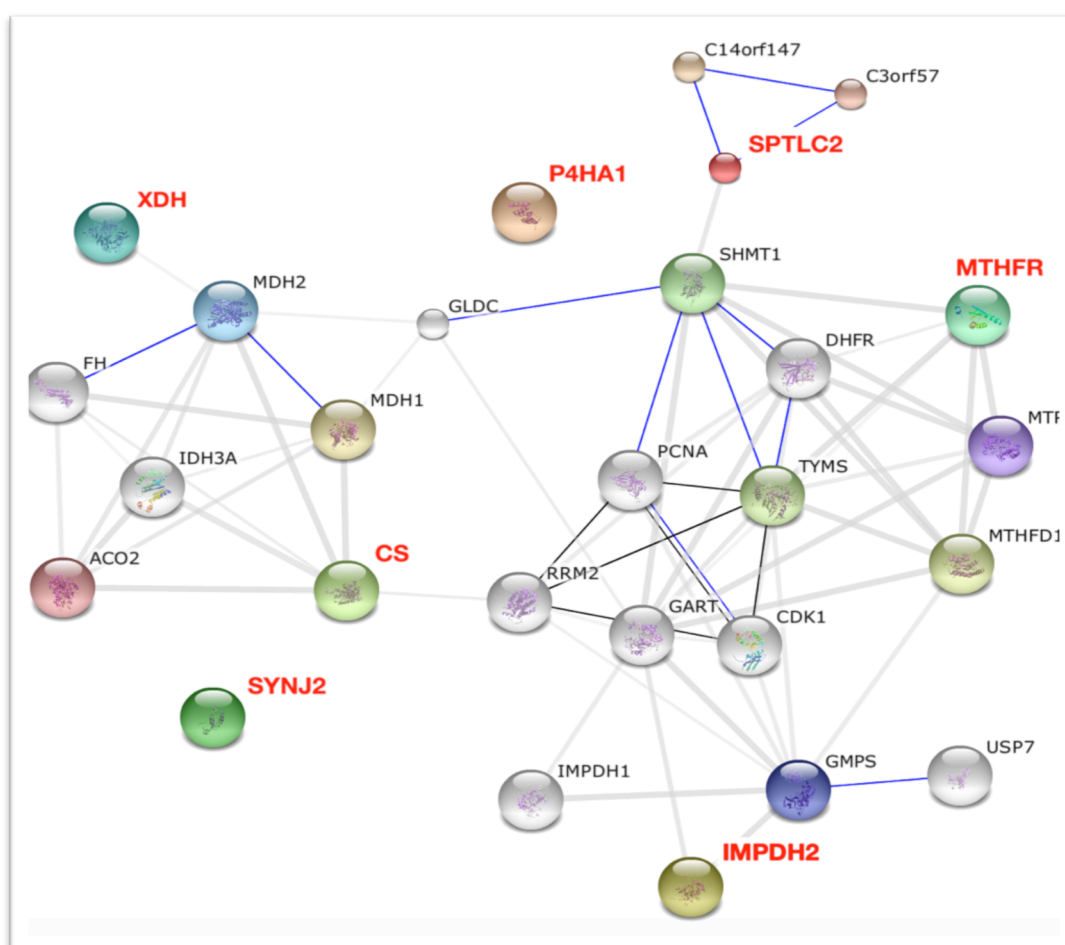 C14orf147
C3orf57
SPTLC2
P4HA1
XDH
SHMT1
MTHFR
MDH2
GLDC
DHFR
FH
MDH1
MTF
IDH3A
PCNA
TYMS
MTHFD1
ACO2
CS
RRM2
GART
CDK1
SYNJ2
USP7
GMPS
IMPDH1
IMPDH2